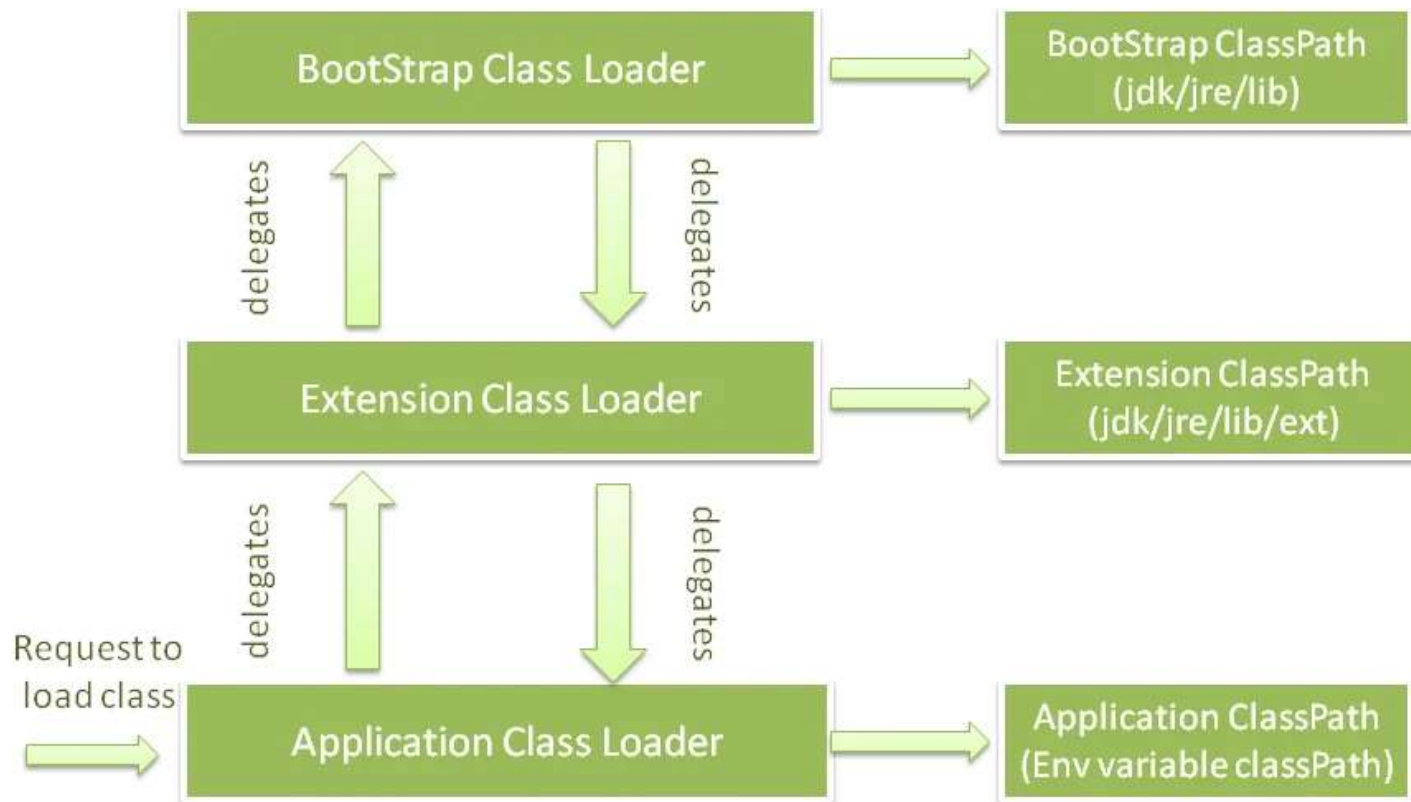 BootStrap Class Loader
BootStrap ClassPath
(jdk/jre/lib)
delegates
delegates
Extension Class Loader
Extension ClassPath
(jdk/jre/lib/ext)
delegates
delegates
Request to
load class
Application Class Loader
Application ClassPath
(Env variable classPath)